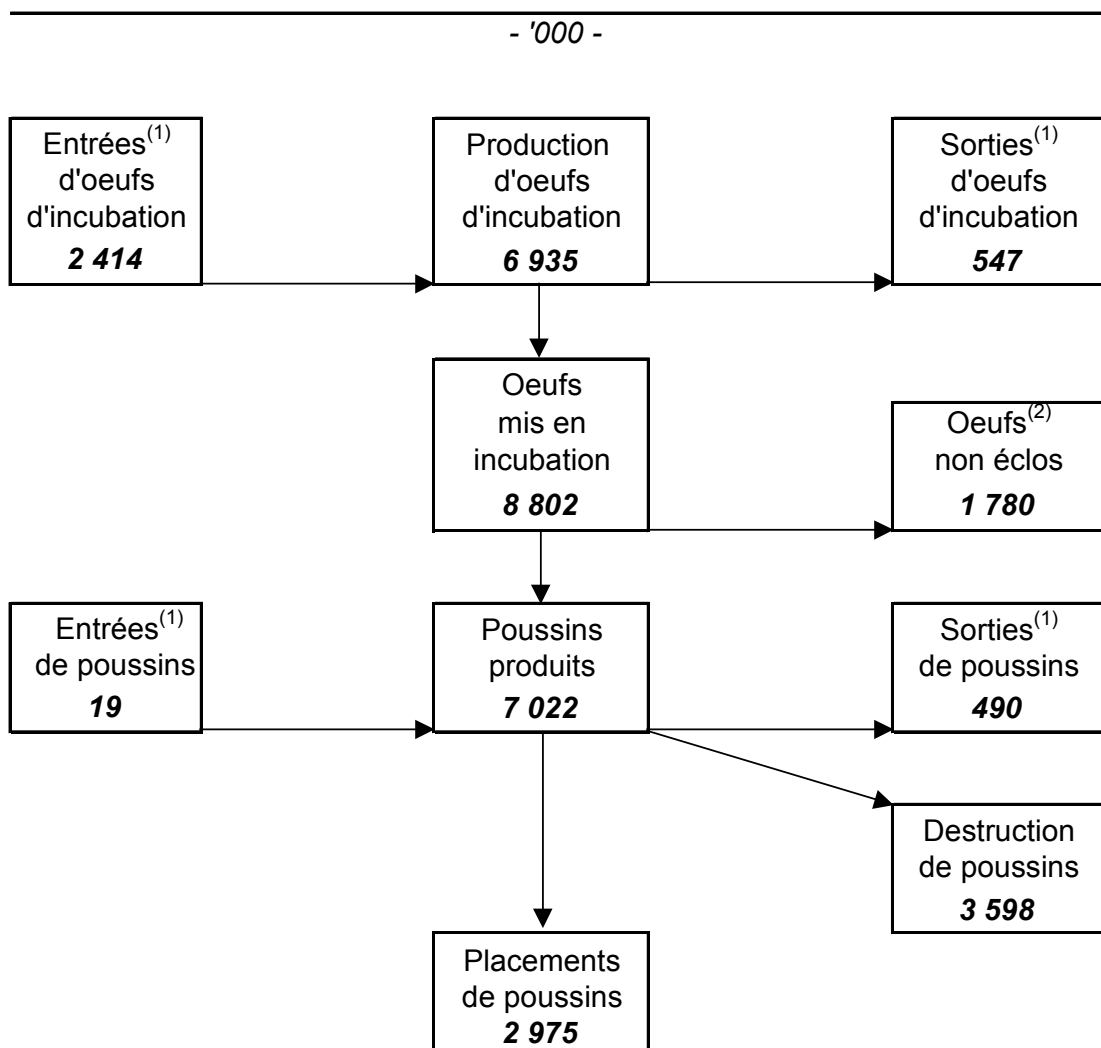 - '000 -
Entrées(1)
d'oeufs
d'incubation
2 414
Production
d'oeufs
d'incubation
6 935
Sorties(1)
d'oeufs
d'incubation
547
Oeufs
mis en
incubation
8 802
Oeufs(2)
non éclos
1 780
Entrées(1)
de poussins
19
Poussins
produits
7 022
Sorties(1)
de poussins
490
Destruction
de poussins
3 598
Placements
de poussins
2 975